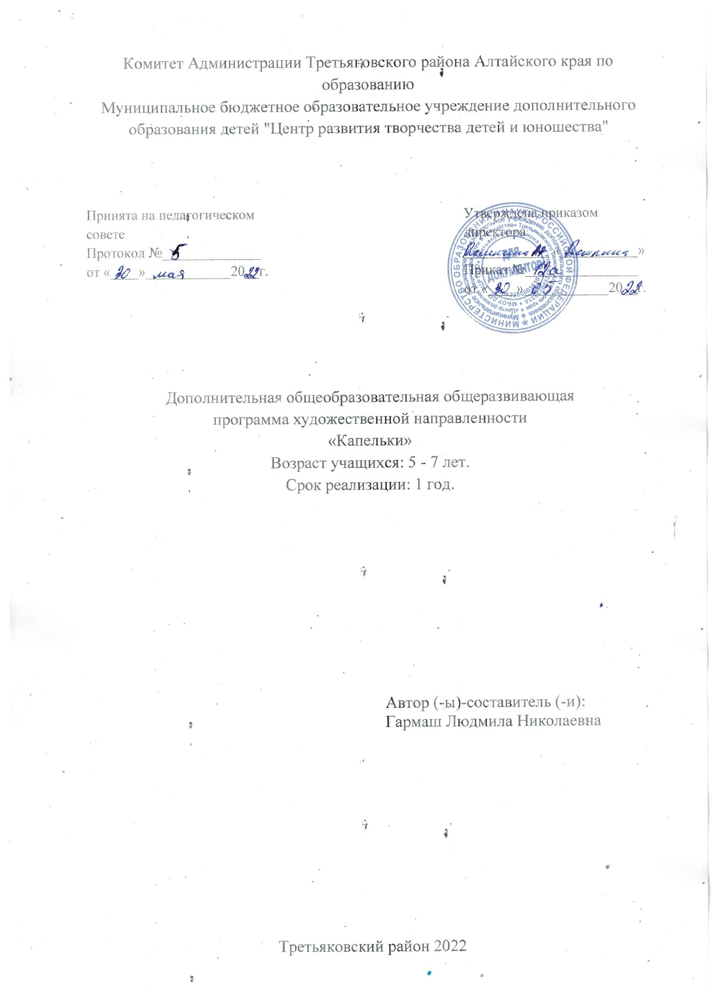 Комитет Администрации Третьяковского района Алтайского края по
образованию
Муниципальное бюджетное образовательное учреждение дополнительного
образования детей "Центр развития творчества детей и юношества"
Принята на педагогическом
совете
Протокол № 5
от « 30 » мая 2022г.
Утверждена приказом
директора
« »
Приказ № 12а
от « 30 » 05 2022г.
МИНИСТЕРСТВО ОБРАЗОВАНИЯ И НАУКИ РОССИЙСКОЙ ФЕДЕРАЦИИ
ДЛЯ
ДОКУМЕНТОВ
Дополнительная общеобразовательная общеразвивающая
программа художественной направленности
«Капельки»
Возраст учащихся: 5 - 7 лет.
Срок реализации: 1 год.
Автор (-ы)-составитель (-и):
Гармаш Людмила Николаевна
Третьяковский район 2022